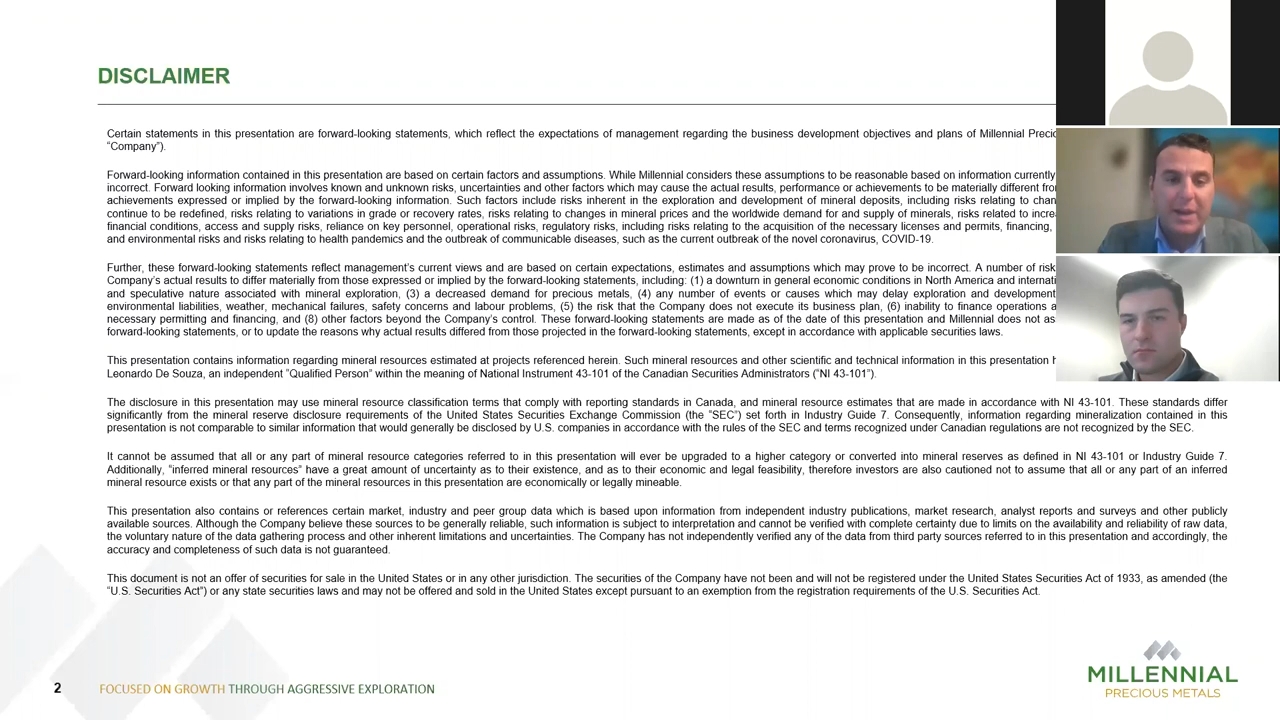 DISCLAIMER
Certain statements in this presentation are forward-looking statements, which reflect the expectations of management regarding the business development objectives and plans of Millennial
“Company”).
Forward-looking information contained in this presentation are based on certain factors and assumptions. While Millennial considers these assumptions to be reasonable based on information currently
incorrect. Forward looking information involves known and unknown risks, uncertainties and other factors which may cause the actual results, performance or achievements to be materially different
achievements expressed or implied by the forward-looking information. Such factors include risks inherent in the exploration and development of mineral deposits, including risks relating to
continue to be redefined, risks relating to variations in grade or recovery rates, risks relating to changes in mineral prices and the worldwide demand for and supply of minerals, risks related to
financial conditions, access and supply risks, reliance on key personnel, operational risks, regulatory risks, including risks relating to the acquisition of the necessary licenses and permits, financing,
and environmental risks and risks relating to health pandemics and the outbreak of communicable diseases, such as the current outbreak of the novel coronavirus, COVID-19.
Further, these forward-looking statements reflect management’s current views and are based on certain expectations, estimates and assumptions which may prove to be incorrect. A number of
Company’s actual results to differ materially from those expressed or implied by the forward-looking statements, including: (1) a downturn in general economic conditions in North America and
and speculative nature associated with mineral exploration, (3) a decreased demand for precious metals, (4) any number of events or causes which may delay exploration and development
environmental liabilities, weather, mechanical failures, safety concerns and labour problems, (5) the risk that the Company does not execute its business plan, (6) inability to finance operations
necessary permitting and financing, and (8) other factors beyond the Company’s control. These forward-looking statements are made as of the date of this presentation and Millennial does not
forward-looking statements, or to update the reasons why actual results differed from those projected in the forward-looking statements, except in accordance with applicable securities laws.
This presentation contains information regarding mineral resources estimated at projects referenced herein. Such mineral resources and other scientific and technical information in this presentation
Leonardo De Souza, an independent “Qualified Person” within the meaning of National Instrument 43-101 of the Canadian Securities Administrators (“NI 43-101”).
The disclosure in this presentation may use mineral resource classification terms that comply with reporting standards in Canada, and mineral resource estimates that are made in accordance with NI 43-101. These standards differ
significantly from the mineral reserve disclosure requirements of the United States Securities Exchange Commission (the “SEC”) set forth in Industry Guide 7. Consequently, information regarding mineralization contained in this
presentation is not comparable to similar information that would generally be disclosed by U.S. companies in accordance with the rules of the SEC and terms recognized under Canadian regulations are not recognized by the SEC.
It cannot be assumed that all or any part of mineral resource categories referred to in this presentation will ever be upgraded to a higher category or converted into mineral reserves as defined in NI 43-101 or Industry Guide 7.
Additionally, “inferred mineral resources” have a great amount of uncertainty as to their existence, and as to their economic and legal feasibility, therefore investors are also cautioned not to assume that all or any part of an inferred
mineral resource exists or that any part of the mineral resources in this presentation are economically or legally mineable.
This presentation also contains or references certain market, industry and peer group data which is based upon information from independent industry publications, market research, analyst reports and surveys and other publicly
available sources. Although the Company believe these sources to be generally reliable, such information is subject to interpretation and cannot be verified with complete certainty due to limits on the availability and reliability of raw data,
the voluntary nature of the data gathering process and other inherent limitations and uncertainties. The Company has not independently verified any of the data from third party sources referred to in this presentation and accordingly, the
accuracy and completeness of such data is not guaranteed.
This document is not an offer of securities for sale in the United States or in any other jurisdiction. The securities of the Company have not been and will not be registered under the United States Securities Act of 1933, as amended (the
“U.S. Securities Act”) or any state securities laws and may not be offered and sold in the United States except pursuant to an exemption from the registration requirements of the U.S. Securities Act.
2
FOCUSED ON GROWTH THROUGH AGGRESSIVE EXPLORATION
MILLENNIAL
PRECIOUS METALS